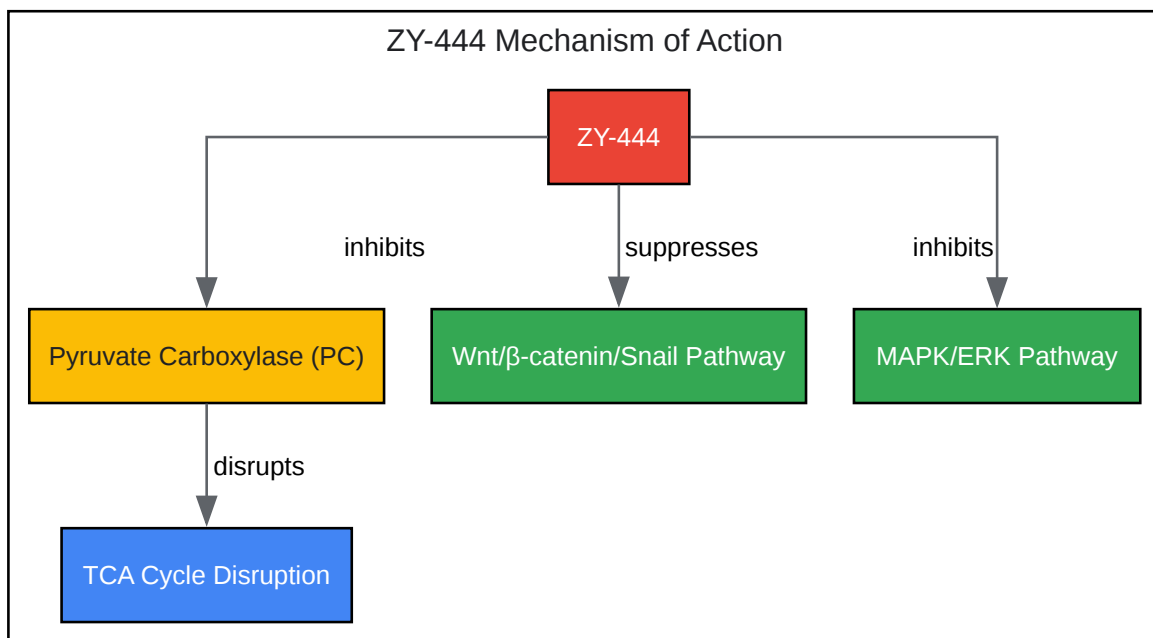 ZY-444 Mechanism of Action
ZY-444
inhibits
suppresses
inhibits
Pyruvate Carboxylase (PC)
Wnt/β-catenin/Snail Pathway
MAPK/ERK Pathway
disrupts
TCA Cycle Disruption